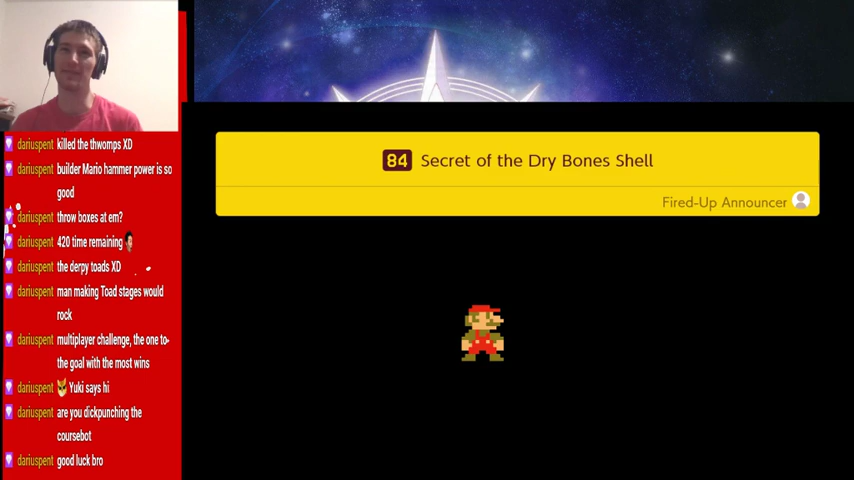 dariuspent killed the thwomps XD
dariuspent builder Mario hammer power is so
good
dariuspent throw boxes at em?
dariuspent 420 time remaining
dariuspent the derpy toads XD
dariuspent man making Toad stages would
rock
dariuspent multiplayer challenge, the one to
the goal with the most wins
dariuspent Yuki says hi
dariuspent are you dickpunching the
coursebot
dariuspent good luck bro
84 Secret of the Dry Bones Shell
Fired-Up Announcer